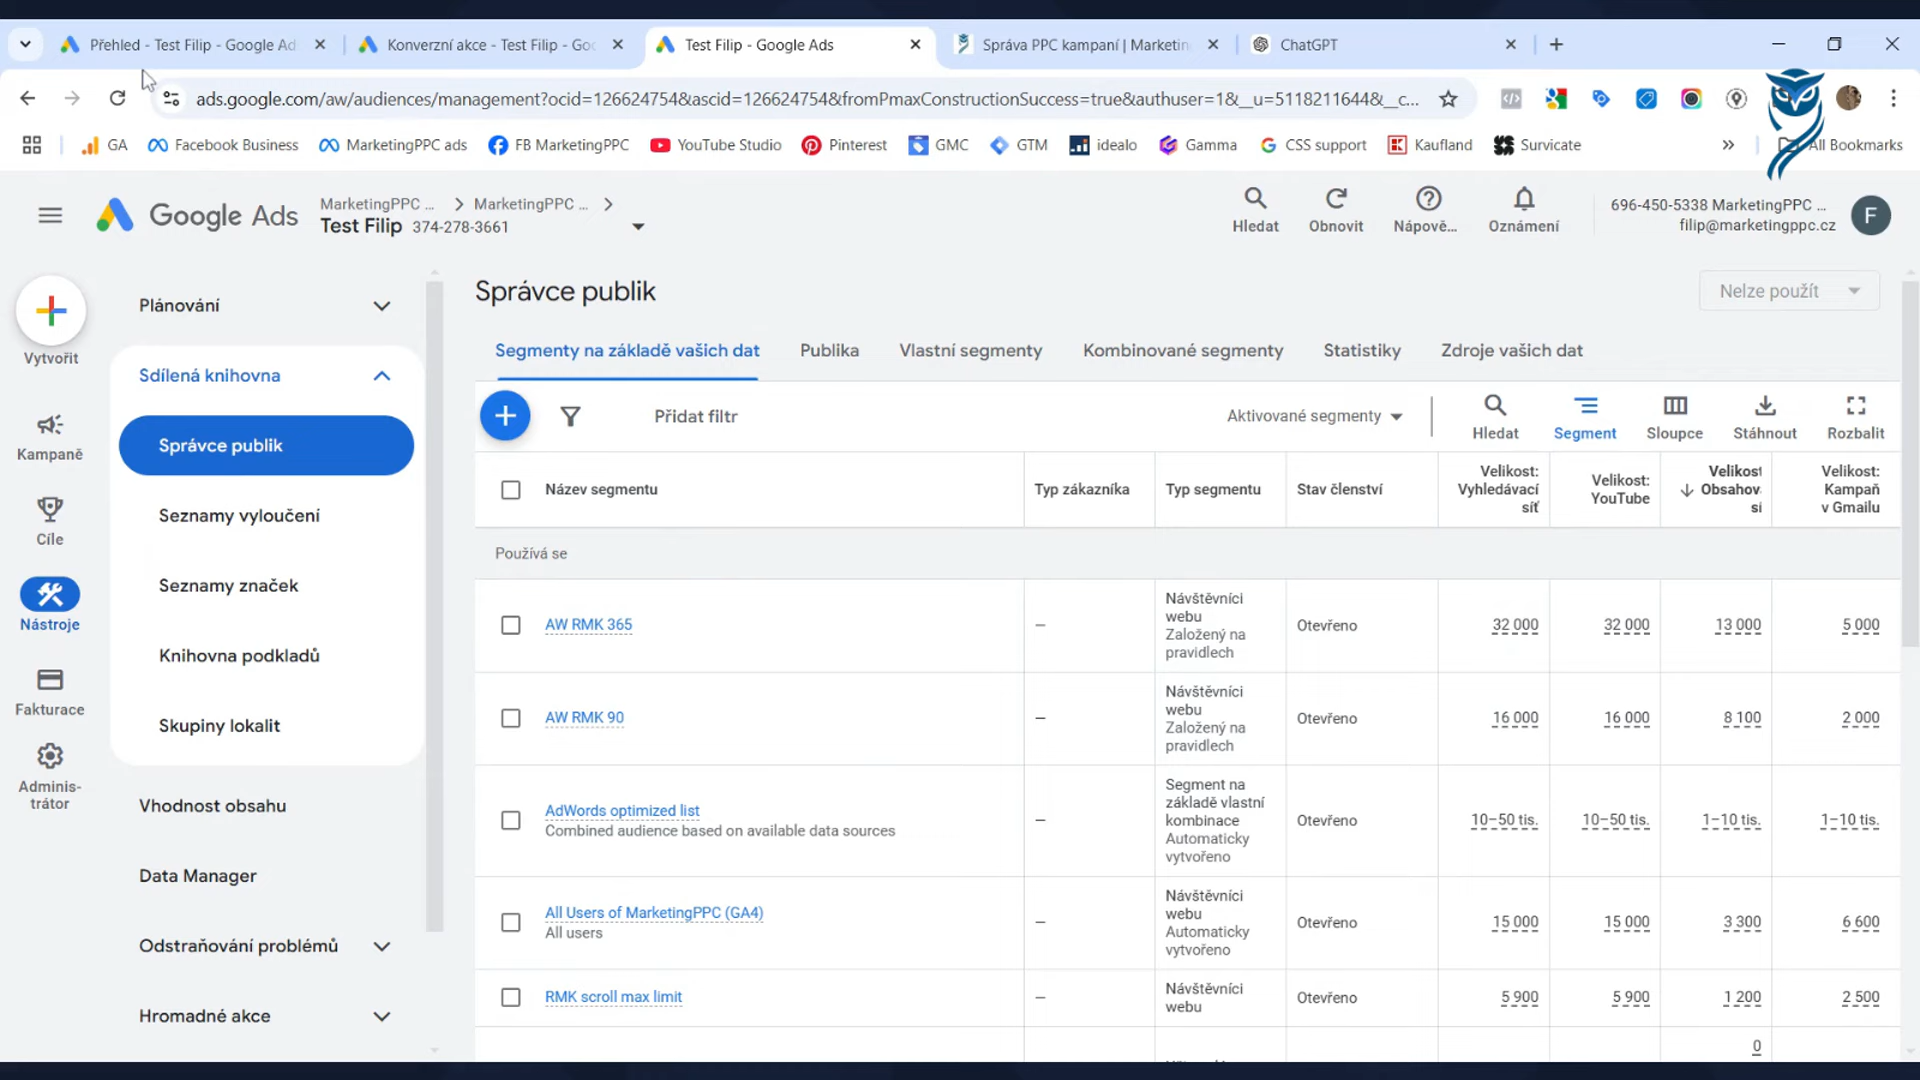 Přehled - Test Filip - Google Ad
Konverzní akce - Test Filip - Goo
Test Filip - Google Ads
Správa PPC kampaní | Marketin
ChatGPT
ads.google.com/aw/audiences/management?ocid=126624754&ascid=126624754&fromPmaxConstructionSuccess=true&authuser=1&__u=5118211644&__c...
GA
Facebook Business
MarketingPPC ads
FB MarketingPPC
YouTube Studio
Pinterest
GMC
GTM
idealo
Gamma
CSS support
Kaufland
Survicate
All Bookmarks
Google Ads
MarketingPPC ...
MarketingPPC ...
Test Filip 374-278-3661
Hledat
Obnovit
Nápově...
Oznámení
696-450-5338 MarketingPPC ...
filip@marketingppc.cz
F
Vytvořit
Kampaně
Cíle
Nástroje
Fakturace
Adminis-
trátor
Plánování
Sdílená knihovna
Správce publik
Seznamy vyloučení
Seznamy značek
Knihovna podkladů
Skupiny lokalit
Vhodnost obsahu
Data Manager
Odstraňování problémů
Hromadné akce
Správce publik
Nelze použít
Segmenty na základě vašich dat
Publika
Vlastní segmenty
Kombinované segmenty
Statistiky
Zdroje vašich dat
Přidat filtr
Aktivované segmenty
Hledat
Segment
Sloupce
Stáhnout
Rozbalit
Název segmentu
Typ zákazníka
Typ segmentu
Stav členství
Velikost:
Vyhledávací
síť
Velikost:
YouTube
Velikost
Obsahov
sí
Velikost:
Kampaň
v Gmailu
Používá se
AW RMK 365
–
Návštěvníci
webu
Založený na
pravidlech
Otevřeno
32 000
32 000
13 000
5 000
AW RMK 90
–
Návštěvníci
webu
Založený na
pravidlech
Otevřeno
16 000
16 000
8 100
2 000
AdWords optimized list
Combined audience based on available data sources
–
Segment na
základě vlastní
kombinace
Automaticky
vytvořeno
Otevřeno
10–50 tis.
10–50 tis.
1–10 tis.
1–10 tis.
All Users of MarketingPPC (GA4)
All users
–
Návštěvníci
webu
Automaticky
vytvořeno
Otevřeno
15 000
15 000
3 300
6 600
RMK scroll max limit
–
Návštěvníci
webu
Otevřeno
5 900
5 900
1 200
2 500
0